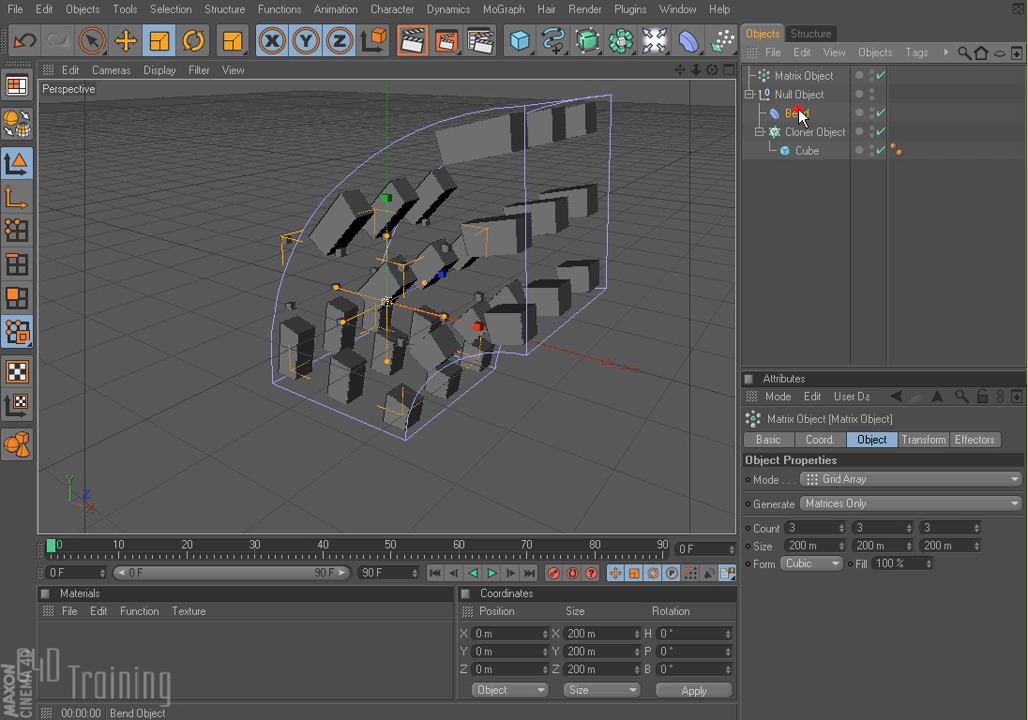 File Edit Objects Tools Selection Structure Functions Animation Character Dynamics MoGraph Hair Render Plugins Window Help
X Y Z
Objects Structure
File Edit View Objects Tags
Edit Cameras Display Filter View
Perspective
Matrix Object
Null Object
Bend
Cloner Object
Cube
Y
Z
X
Attributes
Mode Edit User Da
Matrix Object [Matrix Object]
Basic Coord. Object Transform Effectors
Object Properties
Mode . . . Grid Array
Generate Matrices Only
Count 3 3 3
Size 200 m 200 m 200 m
Form Cubic Fill 100 %
0 10 20 30 40 50 60 70 80 90 0 F
0 F 0 F 90 F 90 F
Materials
File Edit Function Texture
Coordinates
Position Size Rotation
X 0 m X 200 m H 0 °
Y 0 m Y 200 m P 0 °
Z 0 m Z 200 m B 0 °
Object Size Apply
MAXON
CINEMA 4D
C4D
Training
00:00:00 Bend Object